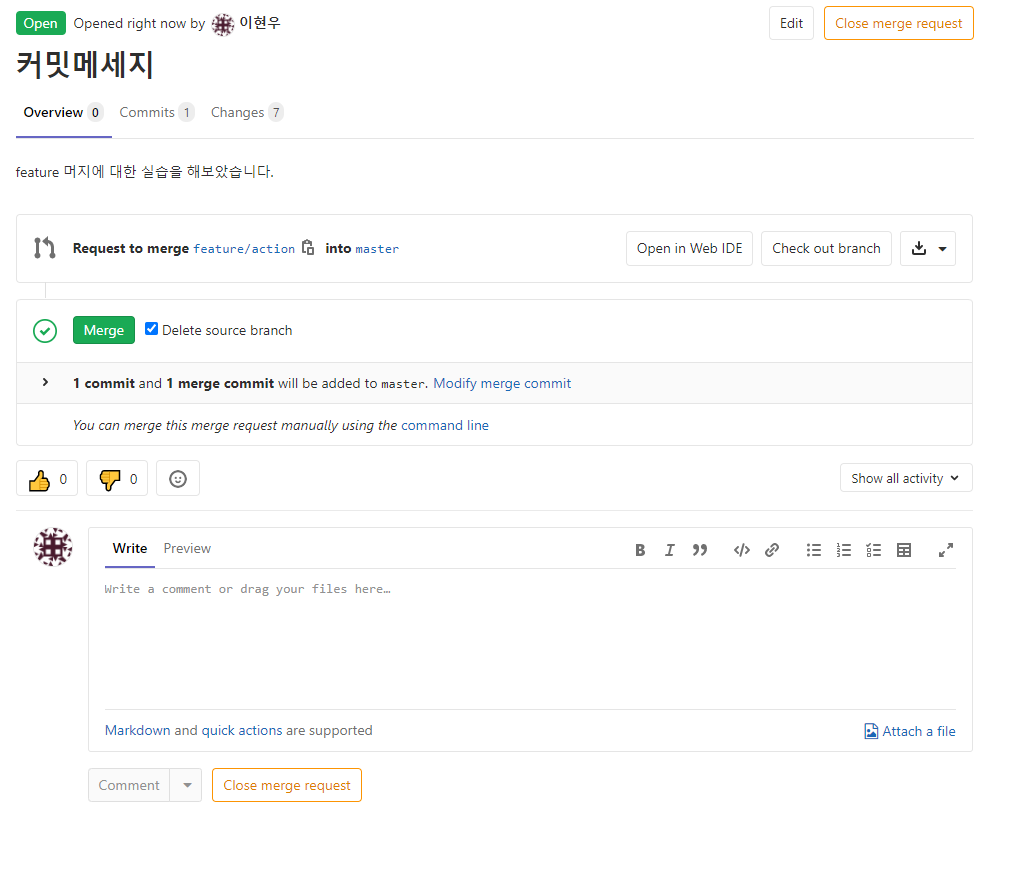 Open Opened right now by 이현우 Edit Close merge request
커밋메세지
Overview 0 Commits 1 Changes 7
feature 머지에 대한 실습을 해보았습니다.
Request to merge feature/action into master Open in Web IDE Check out branch
Merge Delete source branch
1 commit and 1 merge commit will be added to master. Modify merge commit
You can merge this merge request manually using the command line
0 0 Show all activity
Write Preview B I
Write a comment or drag your files here…
Markdown and quick actions are supported Attach a file
Comment Close merge request